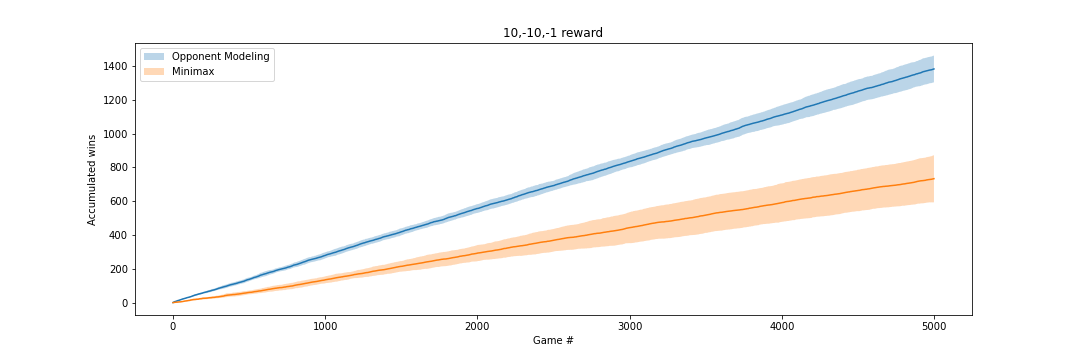 10,-10,-1 reward
Opponent Modeling
Minimax
Accumulated wins
1400
1200
1000
800
600
400
200
0
0 1000 2000 3000 4000 5000
Game #